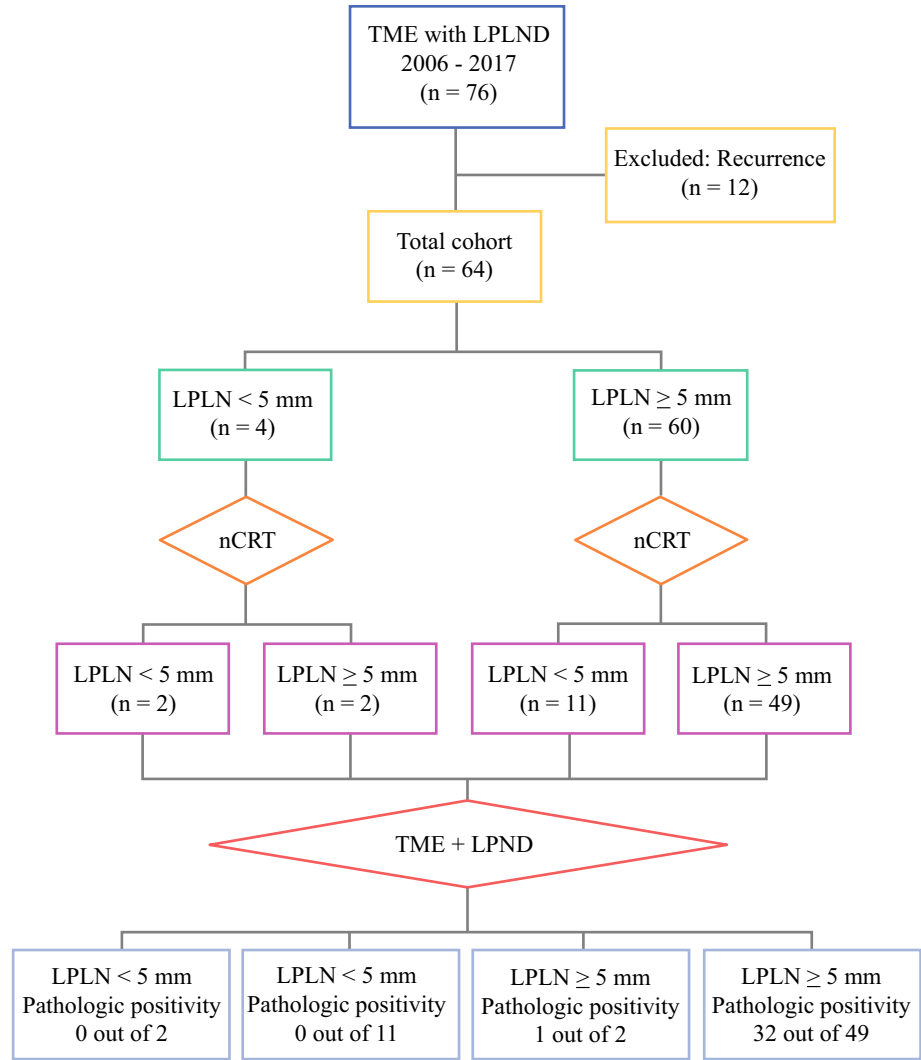 TME with LPLND
2006 - 2017
(n = 76)
Excluded: Recurrence
(n = 12)
Total cohort
(n = 64)
LPLN < 5 mm
(n = 4)
LPLN ≥ 5 mm
(n = 60)
nCRT
nCRT
LPLN < 5 mm
(n = 2)
LPLN ≥ 5 mm
(n = 2)
LPLN < 5 mm
(n = 11)
LPLN ≥ 5 mm
(n = 49)
TME + LPND
LPLN < 5 mm
Pathologic positivity
0 out of 2
LPLN < 5 mm
Pathologic positivity
0 out of 11
LPLN ≥ 5 mm
Pathologic positivity
1 out of 2
LPLN ≥ 5 mm
Pathologic positivity
32 out of 49